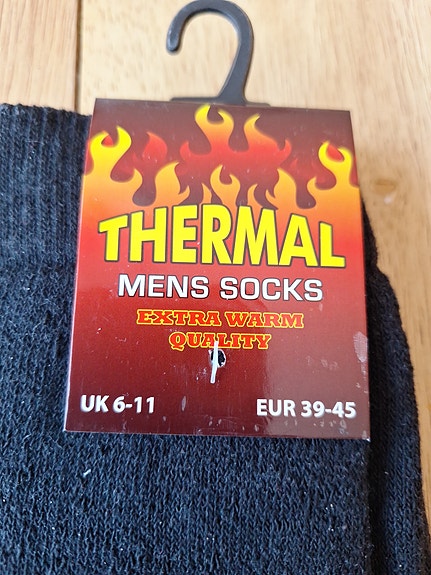 THERMAL
MENS SOCKS
EXTRA WARM
QUALITY
UK 6-11 EUR 39-45